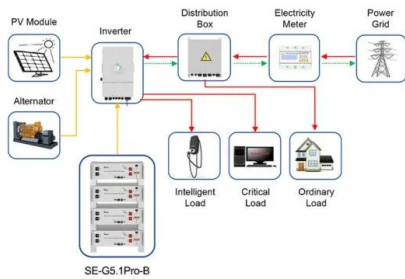 PV Module
Inverter
Distribution
Box
Electricity
Meter
Power
Grid
Alternator
Intelligent
Load
Critical
Load
Ordinary
Load
SE-G5.1Pro-B